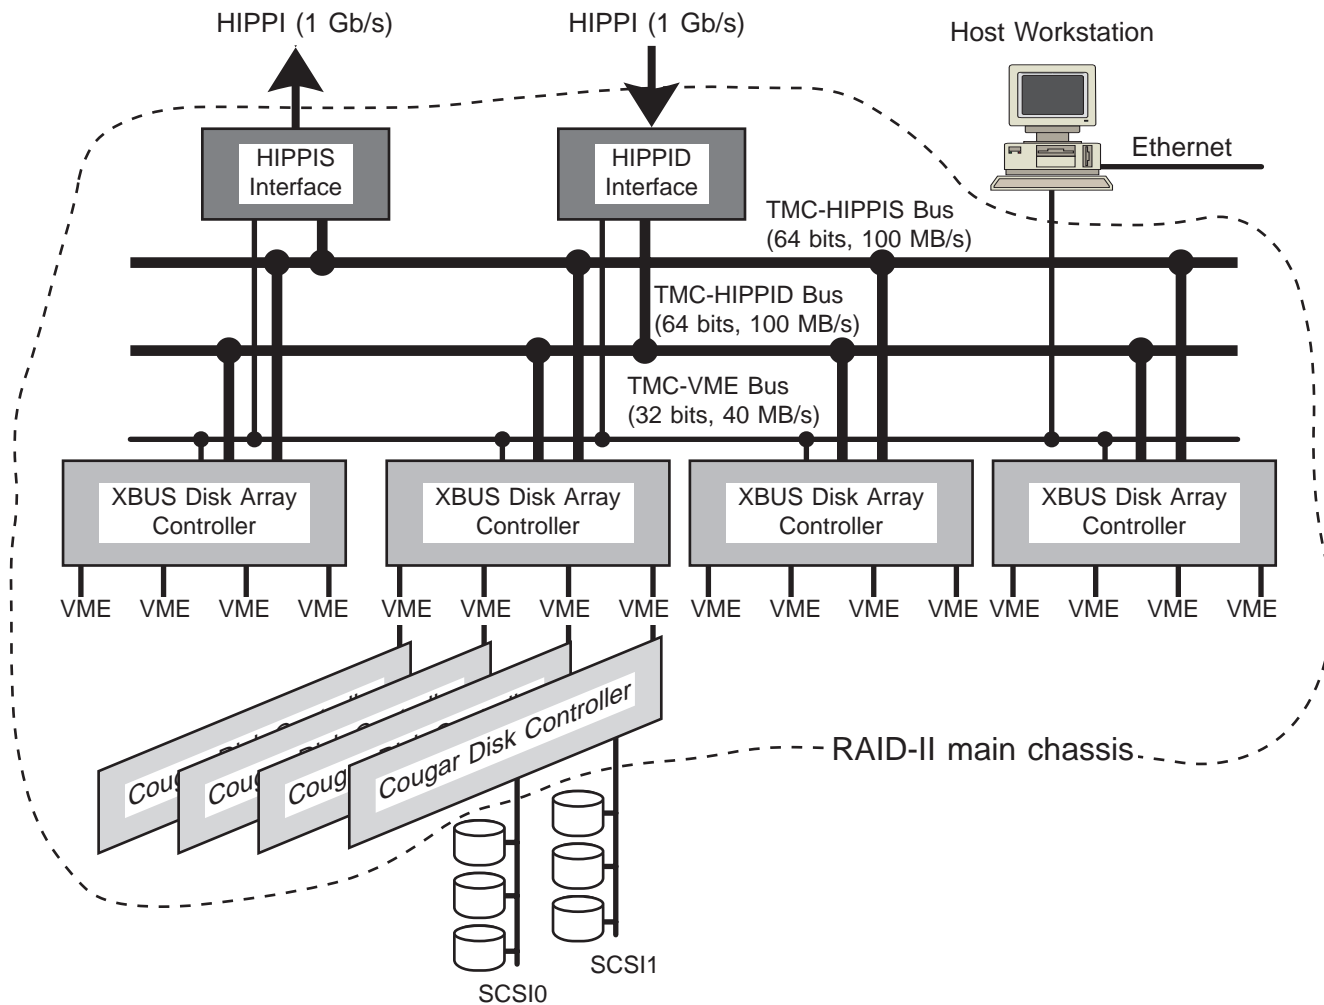 HIPPI (1 Gb/s)
HIPPI (1 Gb/s)
Host Workstation
HIPPIS
Interface
HIPPID
Interface
Ethernet
TMC-HIPPIS Bus
(64 bits, 100 MB/s)
TMC-HIPPID Bus
(64 bits, 100 MB/s)
TMC-VME Bus
(32 bits, 40 MB/s)
XBUS Disk Array
Controller
XBUS Disk Array
Controller
XBUS Disk Array
Controller
XBUS Disk Array
Controller
VME VME VME VME VME VME VME VME VME VME VME VME VME VME VME VME
Cougar Disk Controller
RAID-II main chassis
SCSI1
SCSI0